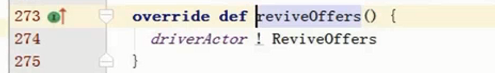 273 override def reviveOffers() {
274 driverActor ! ReviveOffers
275 }